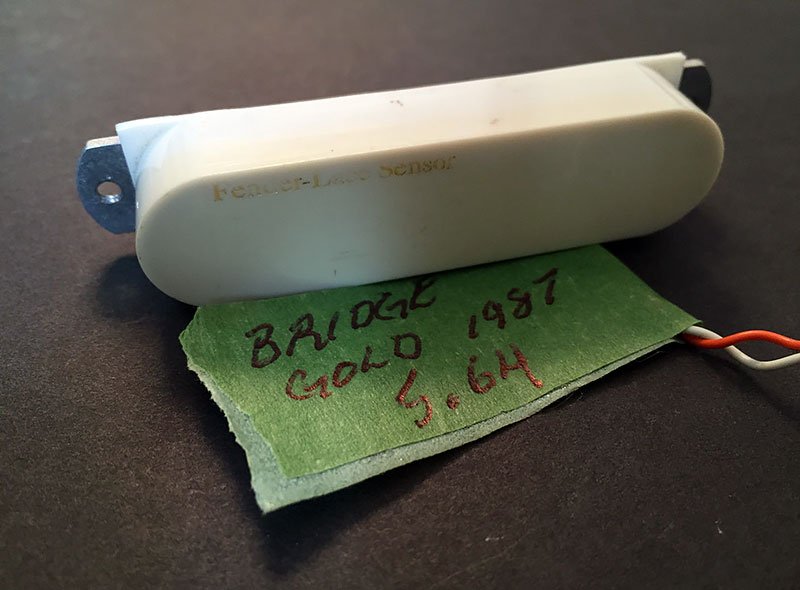 Fender-Lace Sensor
BRIDGE
GOLD 1987
5.6H